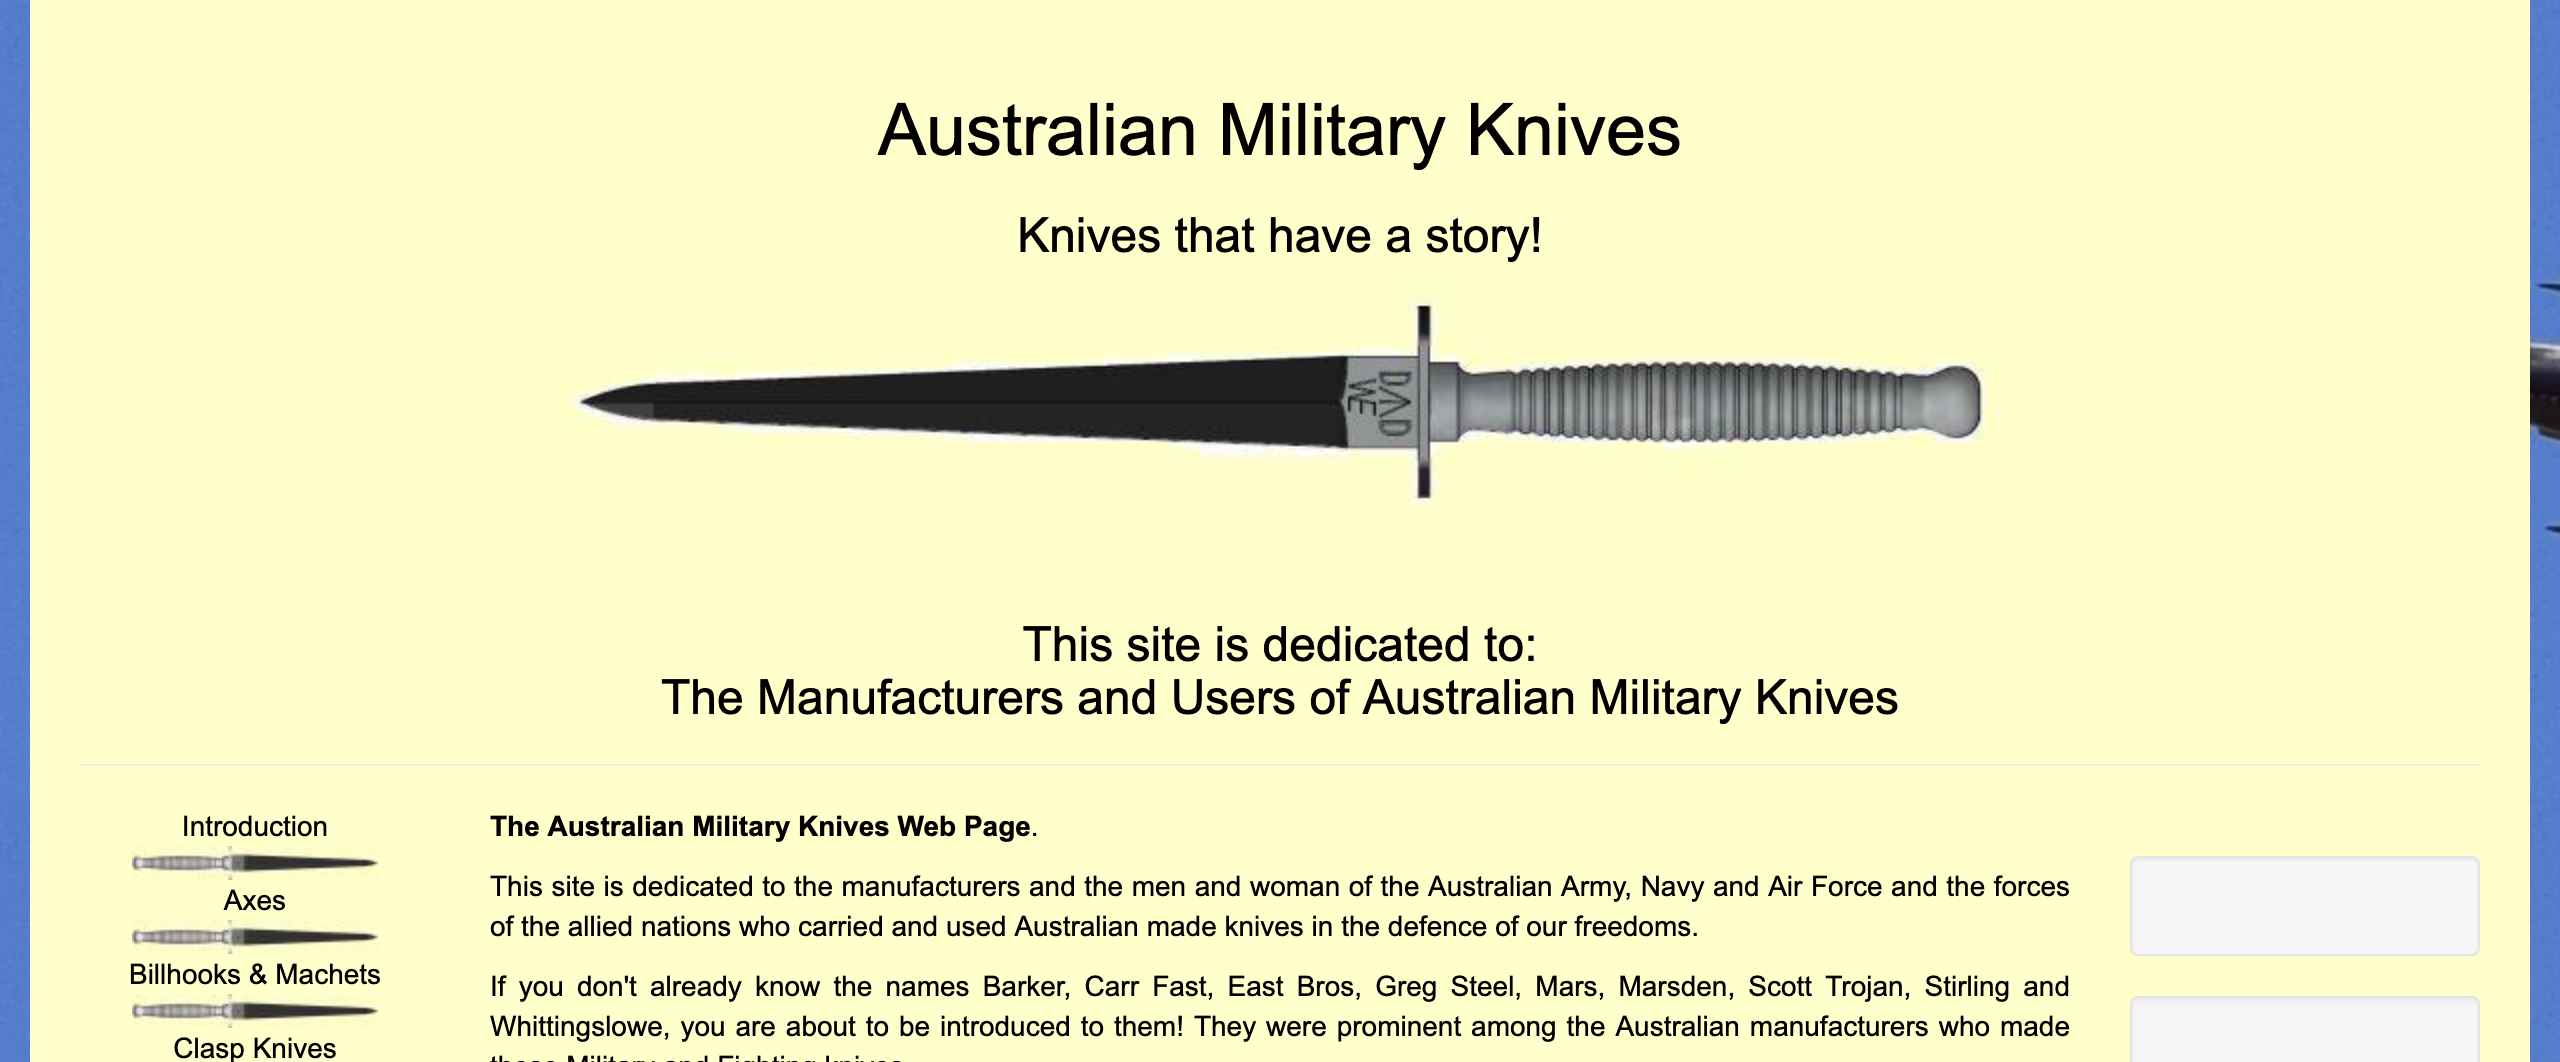 Australian Military Knives
Knives that have a story!
D/\D
WE
This site is dedicated to:
The Manufacturers and Users of Australian Military Knives
Introduction
Axes
Billhooks & Machets
Clasp Knives
The Australian Military Knives Web Page.
This site is dedicated to the manufacturers and the men and woman of the Australian Army, Navy and Air Force and the forces
of the allied nations who carried and used Australian made knives in the defence of our freedoms.
If you don't already know the names Barker, Carr Fast, East Bros, Greg Steel, Mars, Marsden, Scott Trojan, Stirling and
Whittingslowe, you are about to be introduced to them! They were prominent among the Australian manufacturers who made
these Military and Fighting knives.